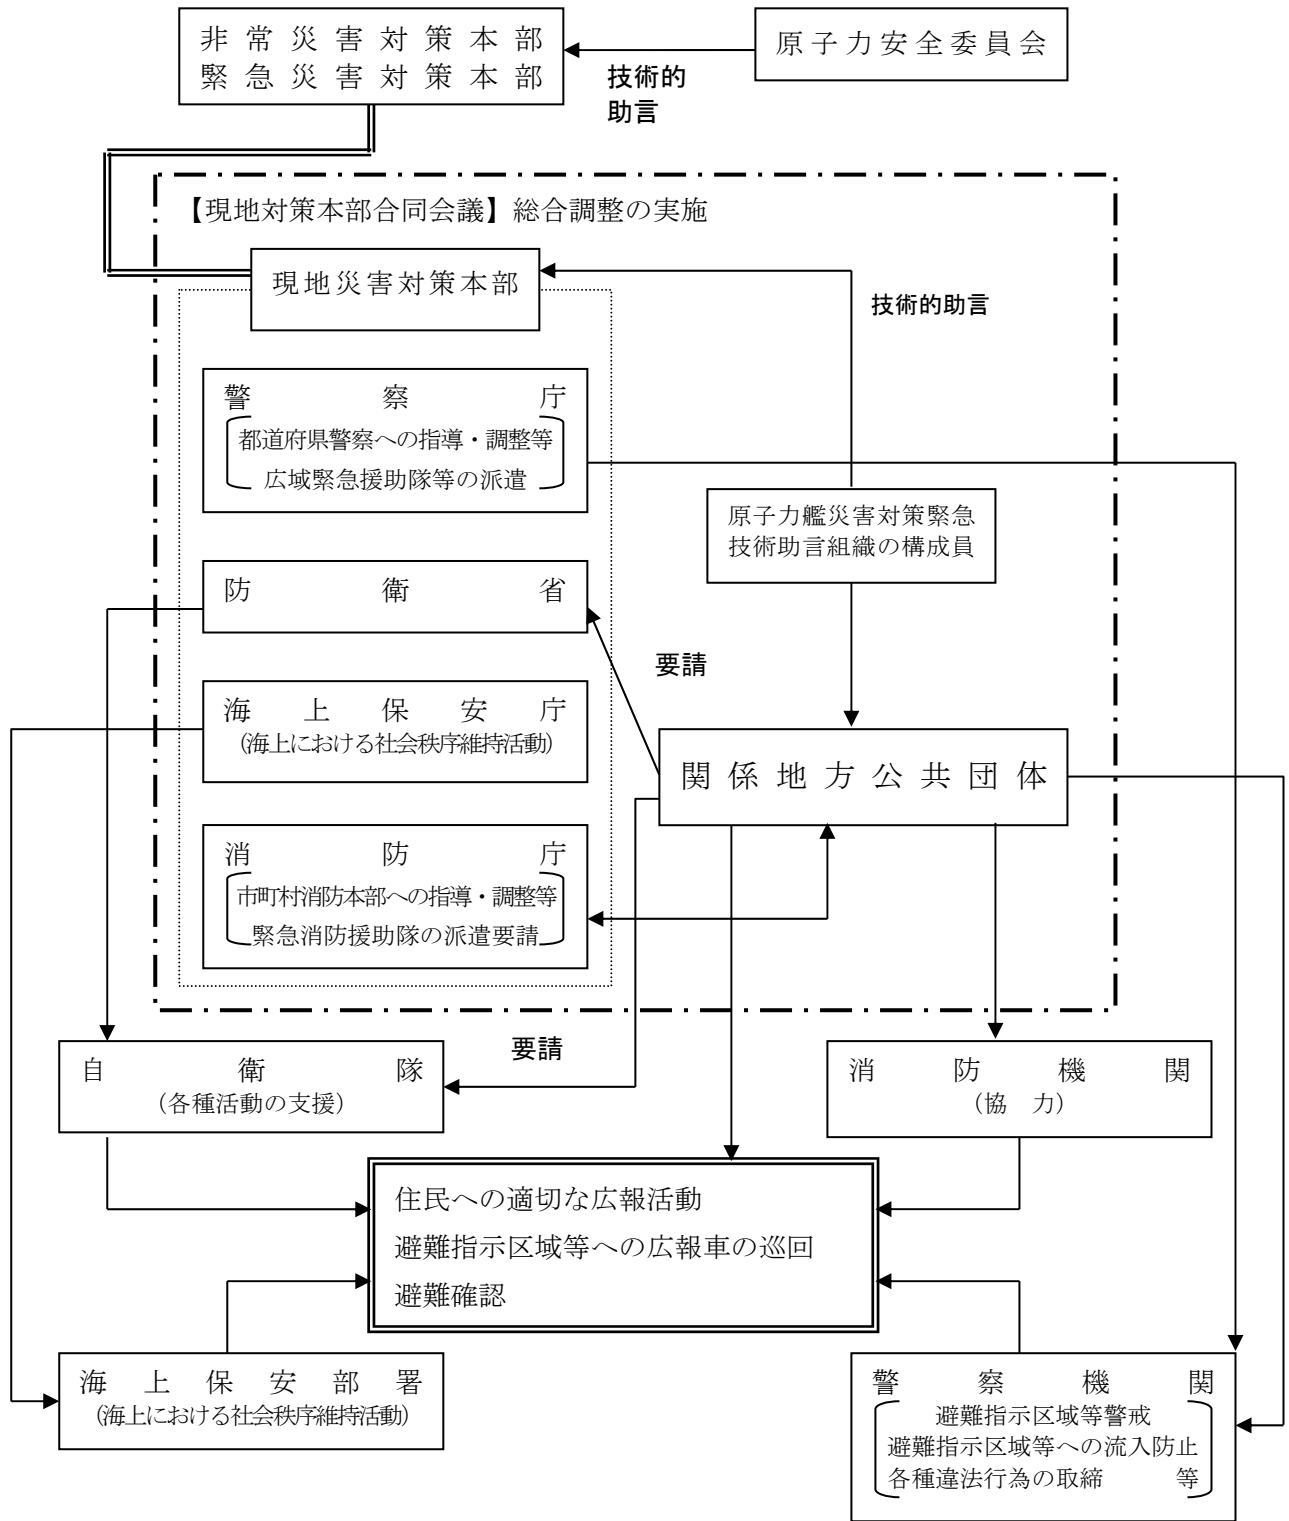 非常災害対策本部
緊急災害対策本部
原子力安全委員会
技術的
助言
【現地対策本部合同会議】総合調整の実施
現地災害対策本部
技術的助言
警察庁
都道府県警察への指導・調整等
広域緊急援助隊等の派遣
原子力艦災害対策緊急
技術助言組織の構成員
防衛省
要請
海上保安庁
(海上における社会秩序維持活動)
関係地方公共団体
消防庁
市町村消防本部への指導・調整等
緊急消防援助隊の派遣要請
自衛隊
(各種活動の支援)
要請
消防機関
(協 力)
住民への適切な広報活動
避難指示区域等への広報車の巡回
避難確認
海上保安部署
(海上における社会秩序維持活動)
警察機関
避難指示区域等警戒
避難指示区域等への流入防止
各種違法行為の取締 等